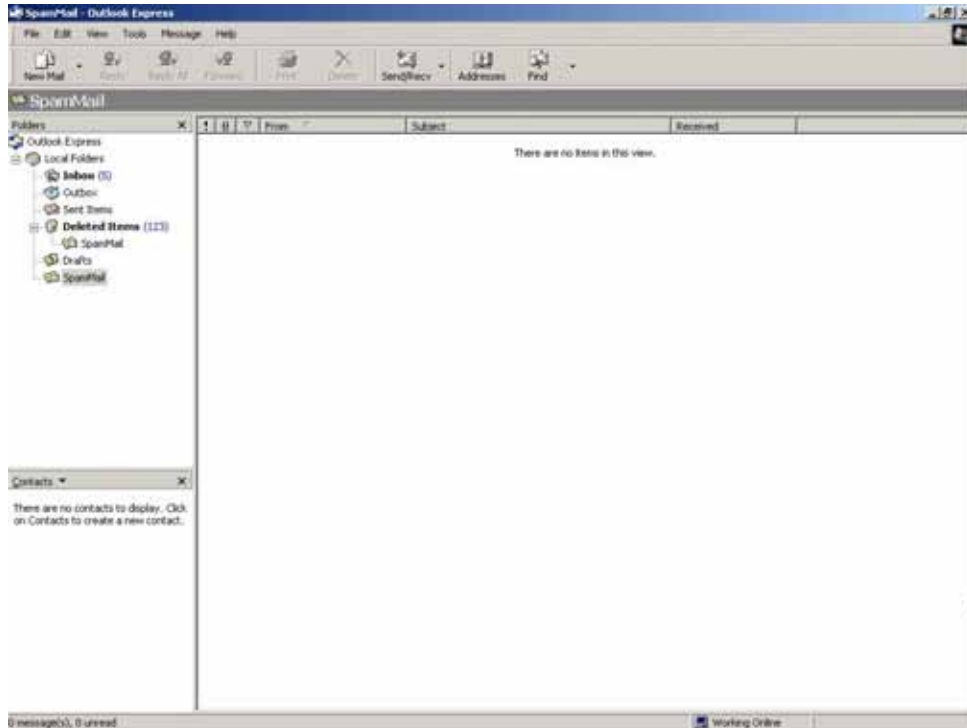 SpamMail - Outlook Express
File Edit View Tools Message Help
New Mail Reply Reply All Forward Print Delete Send/Recv Addresses Find
SpamMail
Folders
! From Subject Received
Outlook Express
Local Folders
Inbox (5)
Outbox
Sent Items
Deleted Items (123)
SpamMail
Drafts
SpamMail
There are no items in this view.
Contacts
There are no contacts to display. Click
on Contacts to create a new contact.
0 message(s), 0 unread
Working Online